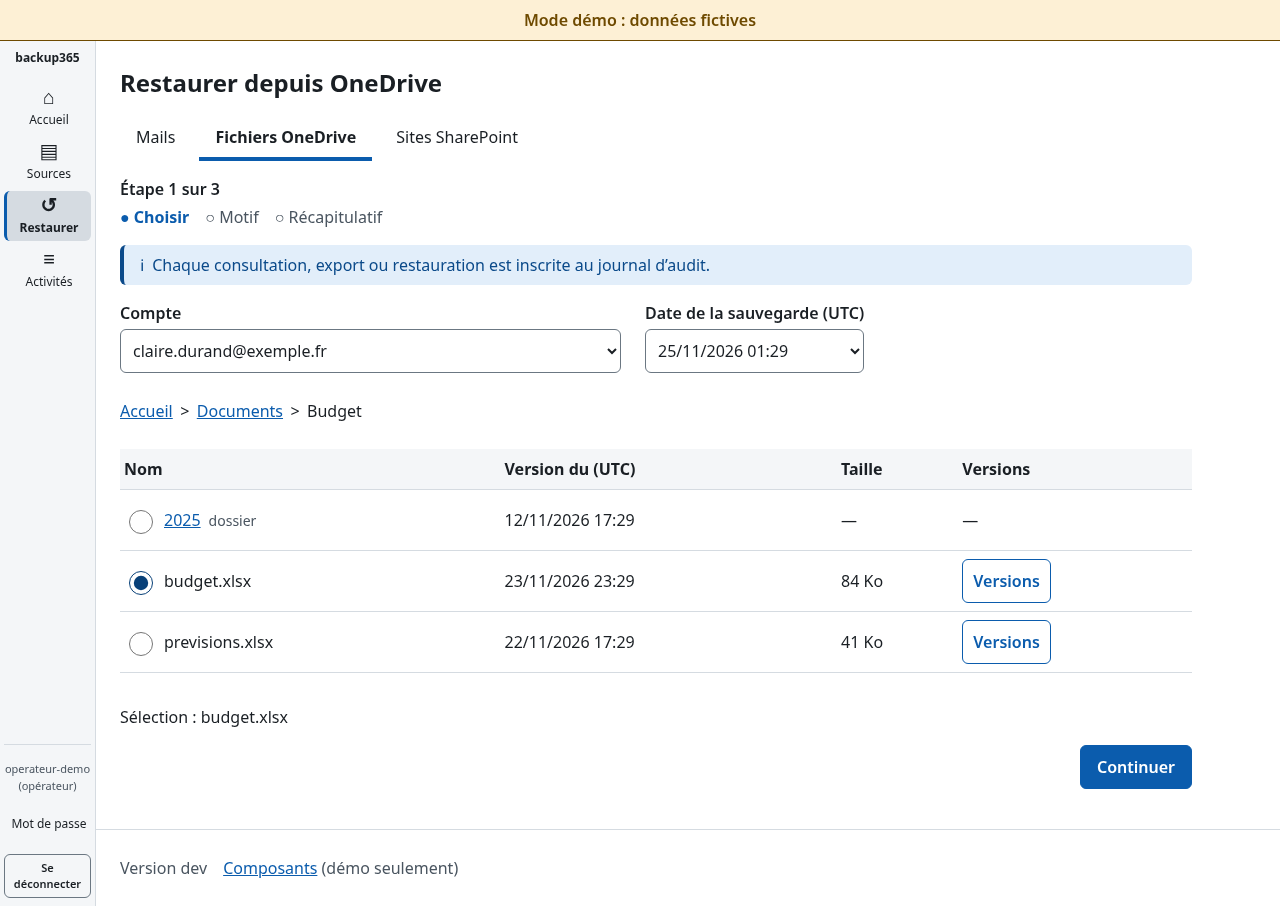 Mode démo : données fictives
backup365
Accueil
Sources
Restaurer
Activités
operateur-demo
(opérateur)
Mot de passe
Se
déconnecter
Restaurer depuis OneDrive
Mails Fichiers OneDrive Sites SharePoint
Étape 1 sur 3
● Choisir ○ Motif ○ Récapitulatif
i Chaque consultation, export ou restauration est inscrite au journal d’audit.
Compte Date de la sauvegarde (UTC)
claire.durand@exemple.fr 25/11/2026 01:29
Accueil > Documents > Budget
Nom Version du (UTC) Taille Versions
2025 dossier 12/11/2026 17:29 — —
budget.xlsx 23/11/2026 23:29 84 Ko Versions
previsions.xlsx 22/11/2026 17:29 41 Ko Versions
Sélection : budget.xlsx
Continuer
Version dev Composants (démo seulement)